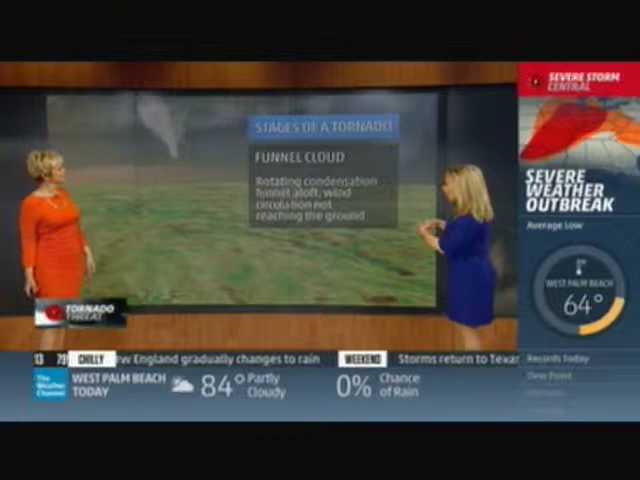 SEVERE STORM
CENTRAL
STAGES OF A TORNADO
FUNNEL CLOUD
Rotating condensation
funnel aloft, wind
circulation not
reaching the ground
SEVERE
WEATHER
OUTBREAK
Average Low
WEST PALM BEACH
64°
TORNADO
THREAT
13 79° CHILLY ew England gradually changes to rain WEEKEND Storms return to Texas
Records Today
Dew Point
The
Weather
Channel
WEST PALM BEACH
TODAY
84° Partly
Cloudy
0% Chance
of Rain